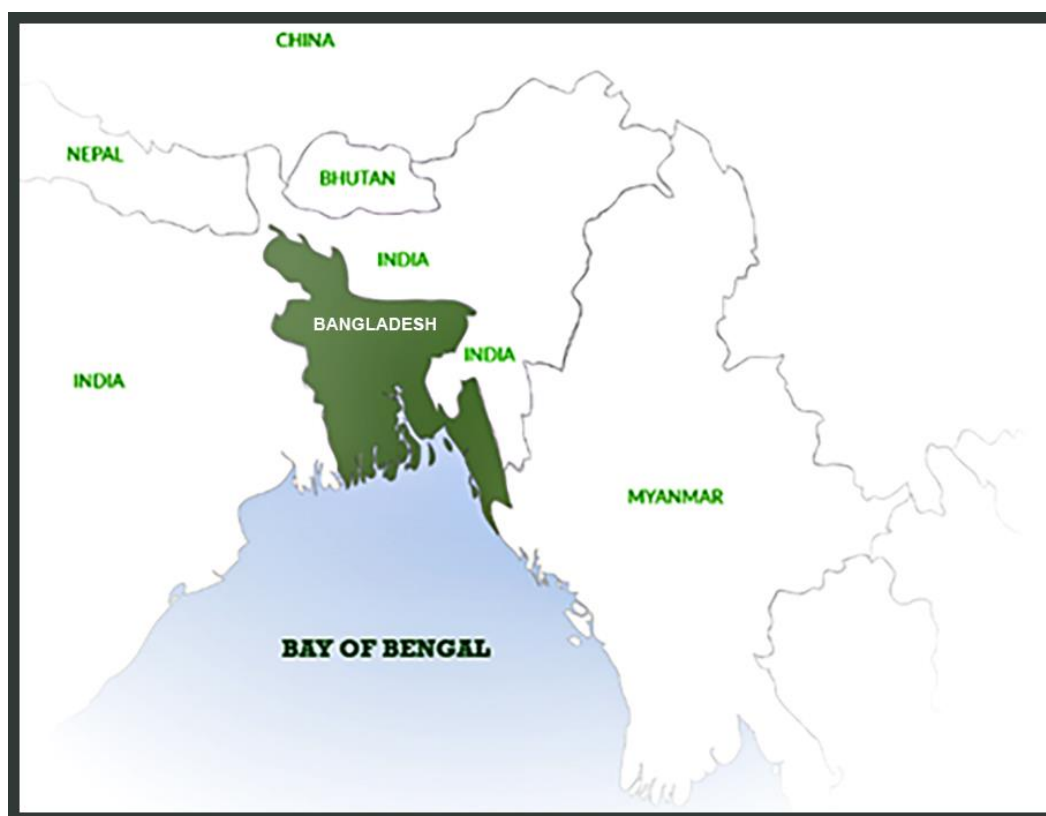 CHINA
NEPAL
BHUTAN
INDIA
BANGLADESH
INDIA
INDIA
MYANMAR
BAY OF BENGAL